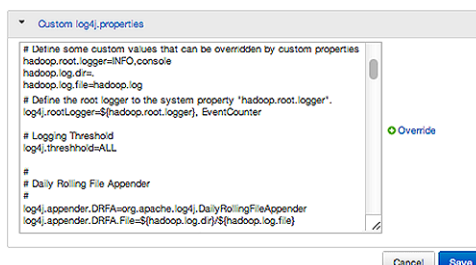 Custom log4j.properties
# Define some custom values that can be overridden by custom properties
hadoop.root.logger=INFO,console
hadoop.log.dir=.
hadoop.log.file=hadoop.log
# Define the root logger to the system property "hadoop.root.logger".
log4j.rootLogger=${hadoop.root.logger}, EventCounter
# Logging Threshold
log4j.threshhold=ALL
#
# Daily Rolling File Appender
#
log4j.appender.DRFA=org.apache.log4j.DailyRollingFileAppender
log4j.appender.DRFA.File=${hadoop.log.dir}/${hadoop.log.file}
Override
Cancel
Save